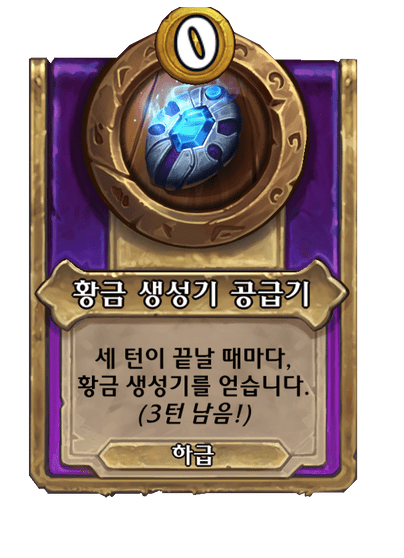 0
황금 생성기 공급기
세 턴이 끝날 때마다,
황금 생성기를 얻습니다.
(3턴 남음!)
하급